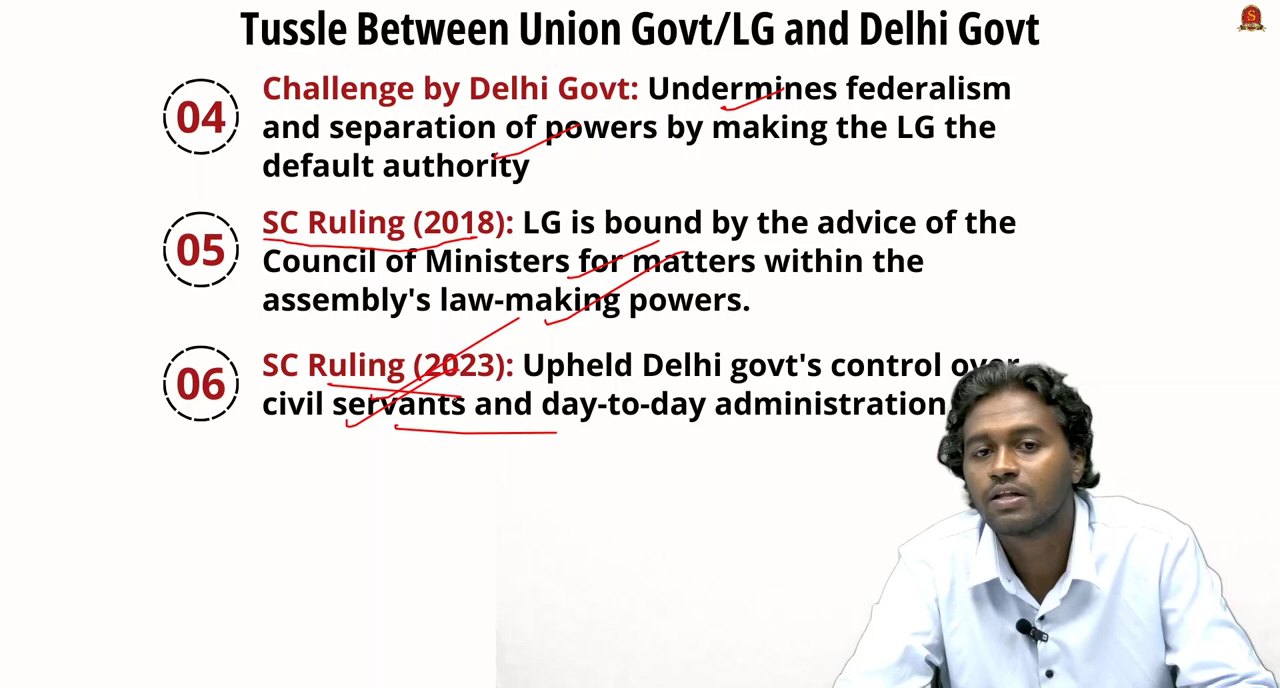 Tussle Between Union Govt/LG and Delhi Govt
04
Challenge by Delhi Govt: Undermines federalism
and separation of powers by making the LG the
default authority
05
SC Ruling (2018): LG is bound by the advice of the
Council of Ministers for matters within the
assembly's law-making powers.
06
SC Ruling (2023): Upheld Delhi govt's control over
civil servants and day-to-day administration